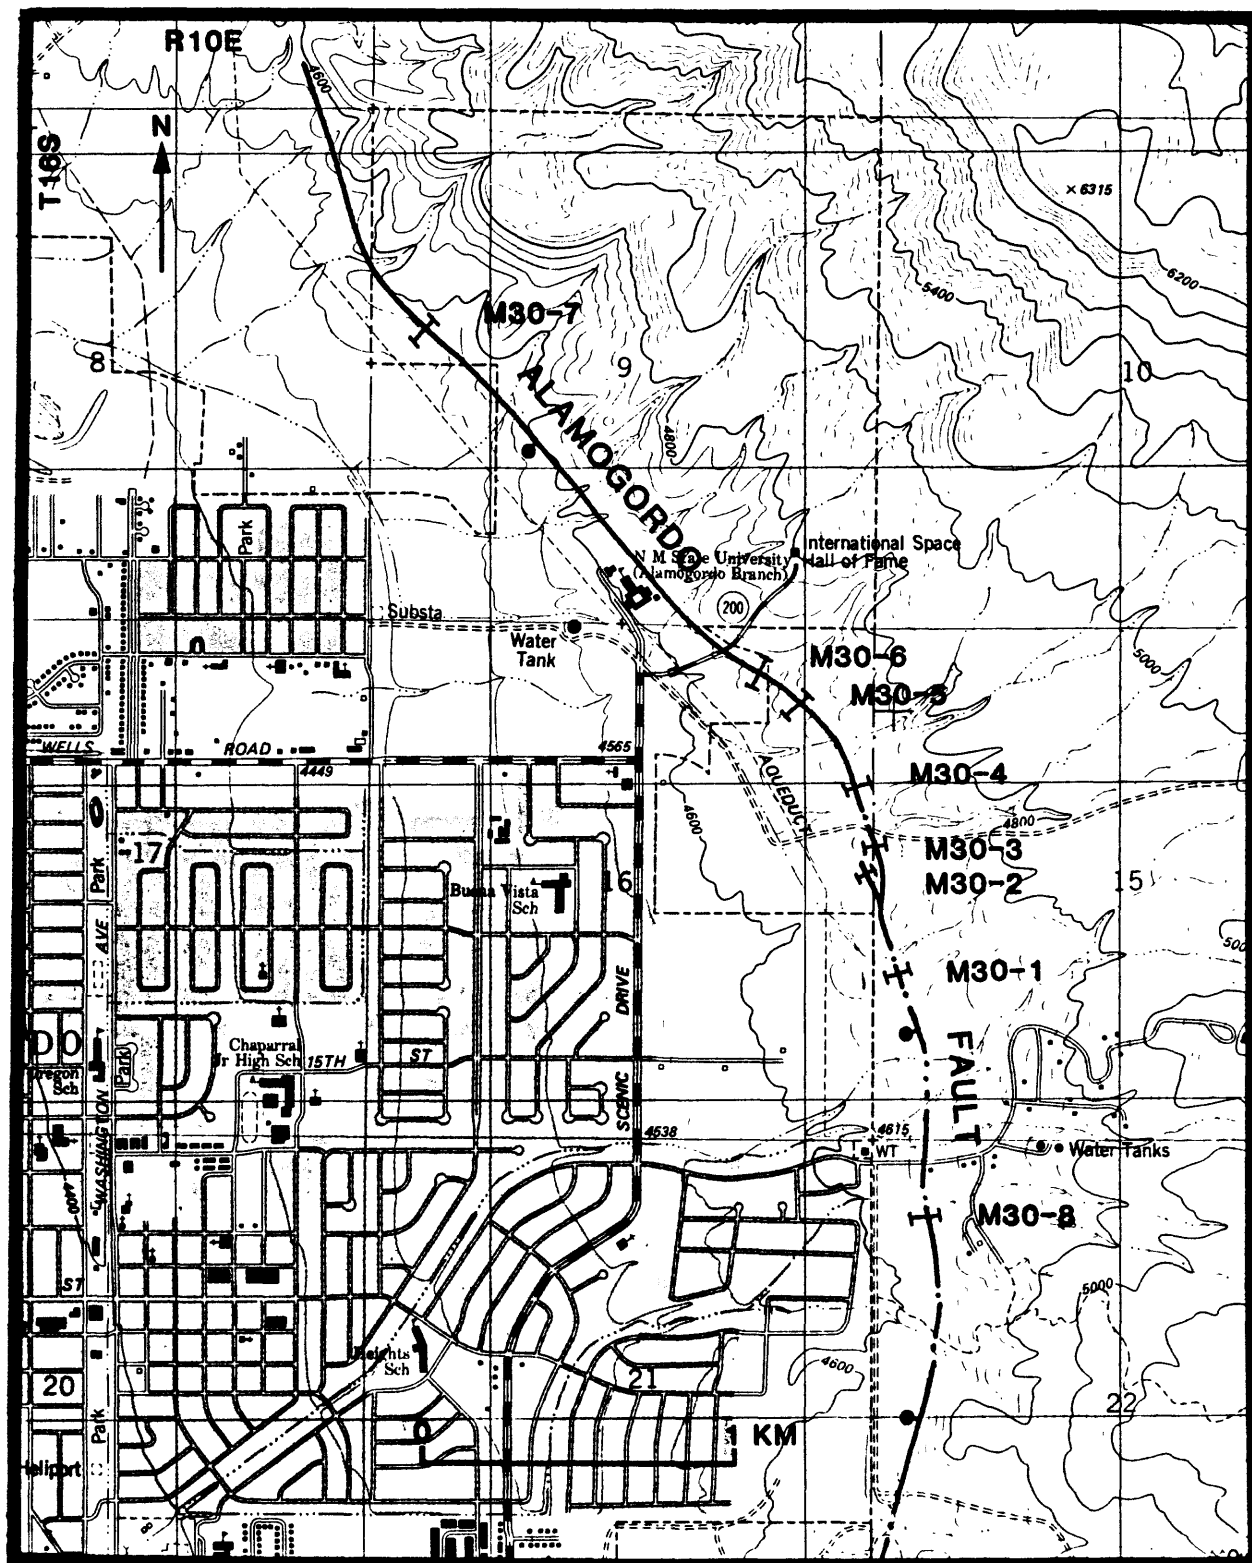 R10E
4600
N
T16S
×6315
6200
5400
M30-7
8
9
10
ALAMOGORDO
4800
Park
International Space
Hall of Fame
N M State University
(Alamogordo Branch)
200
Substa
Water
Tank
M30-6
5000
M30-5
WELLS ROAD
4565
4449
M30-4
AQUEDUCT
4600
4800
M30-3
17
Park
M30-2
Buena Vista
Sch
16
15
AVE
M30-1
SCENIC DRIVE
DO
Oregon
Sch
Park
Chaparral
Jr High Sch
15TH ST
FAULT
WASHINGTON
4538
4615
WT
Water Tanks
4400
M30-8
ST
5000
Heights
Sch
4600
20
21
22
Park
0 1 KM
Heliport